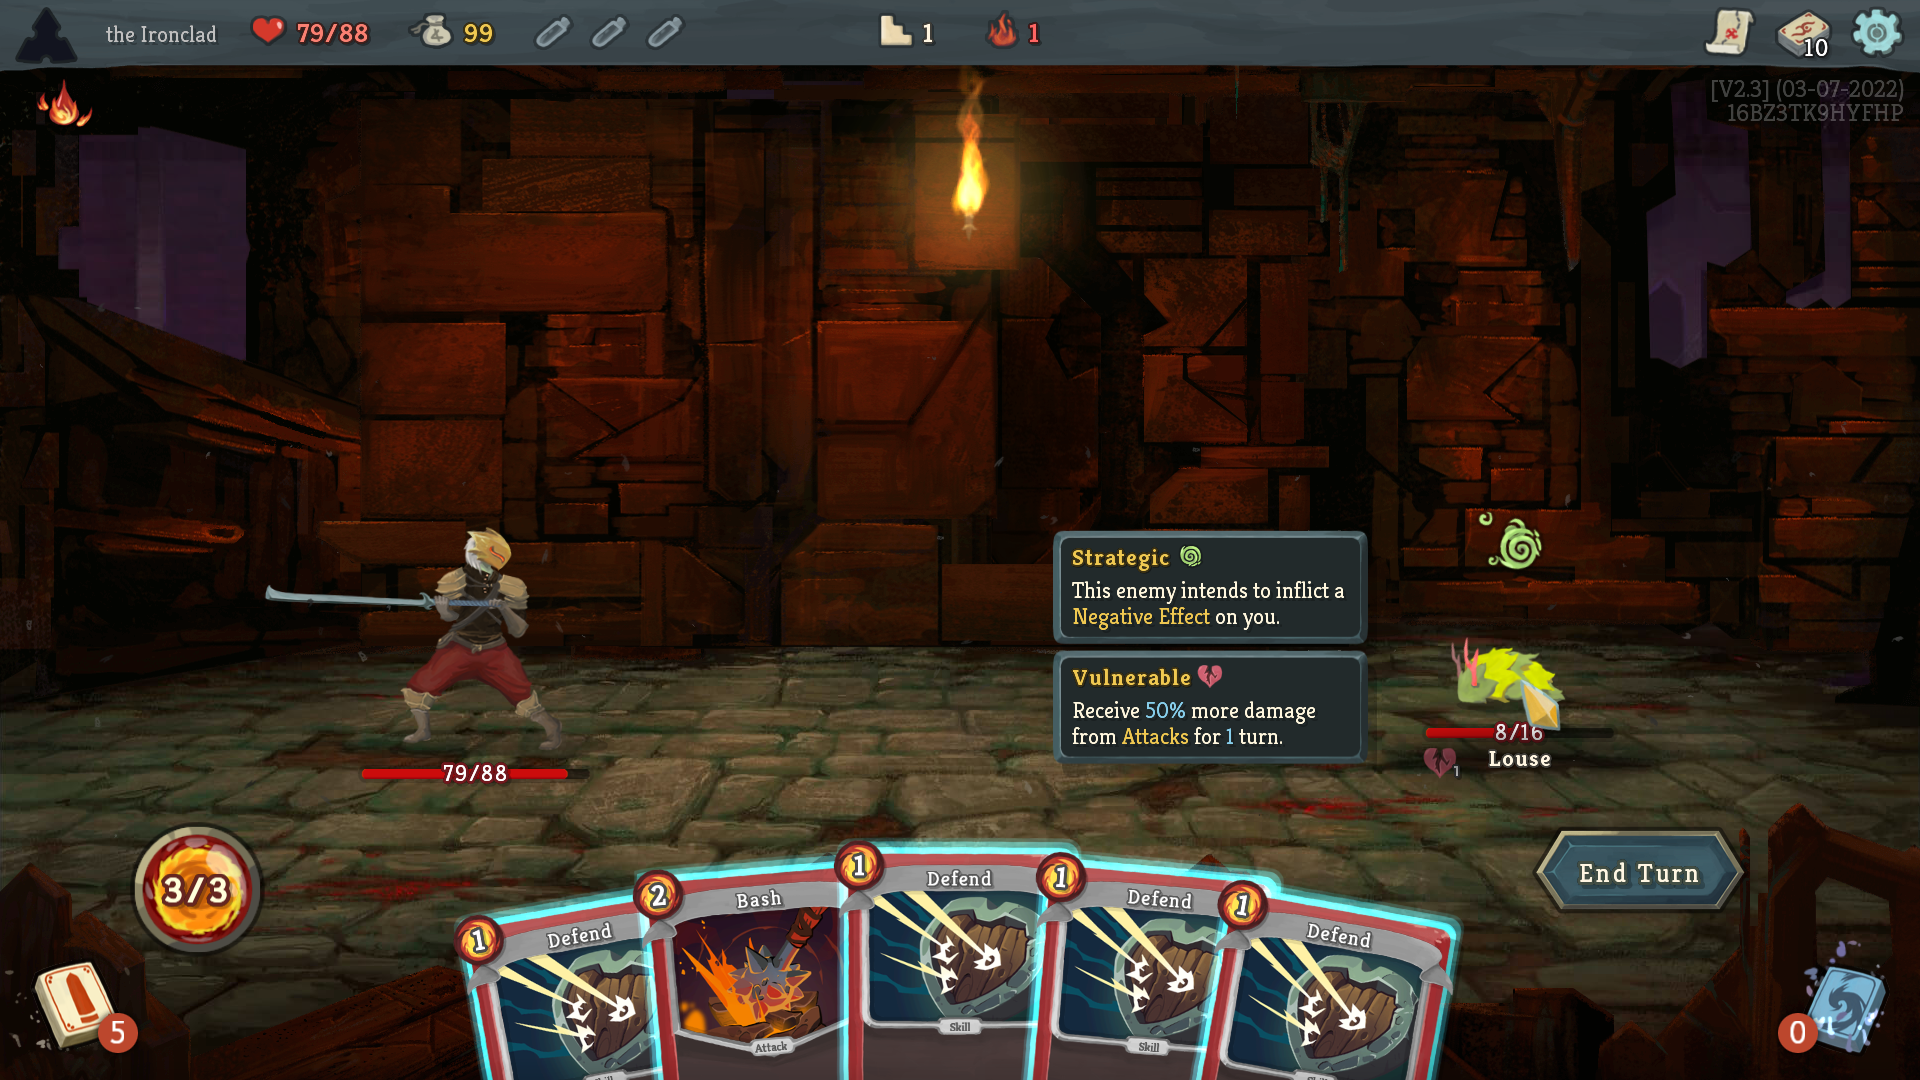 the Ironclad
79/88
99
1
1
10
[V2.3] (03-07-2022)
16BZ3TK9HYFHP
Strategic
This enemy intends to inflict a
Negative Effect on you.
Vulnerable
Receive 50% more damage
from Attacks for 1 turn.
8/16
1
Louse
79/88
3/3
End Turn
1
Defend
2
Bash
Attack
1
Defend
Skill
1
Defend
Skill
1
Defend
5
0